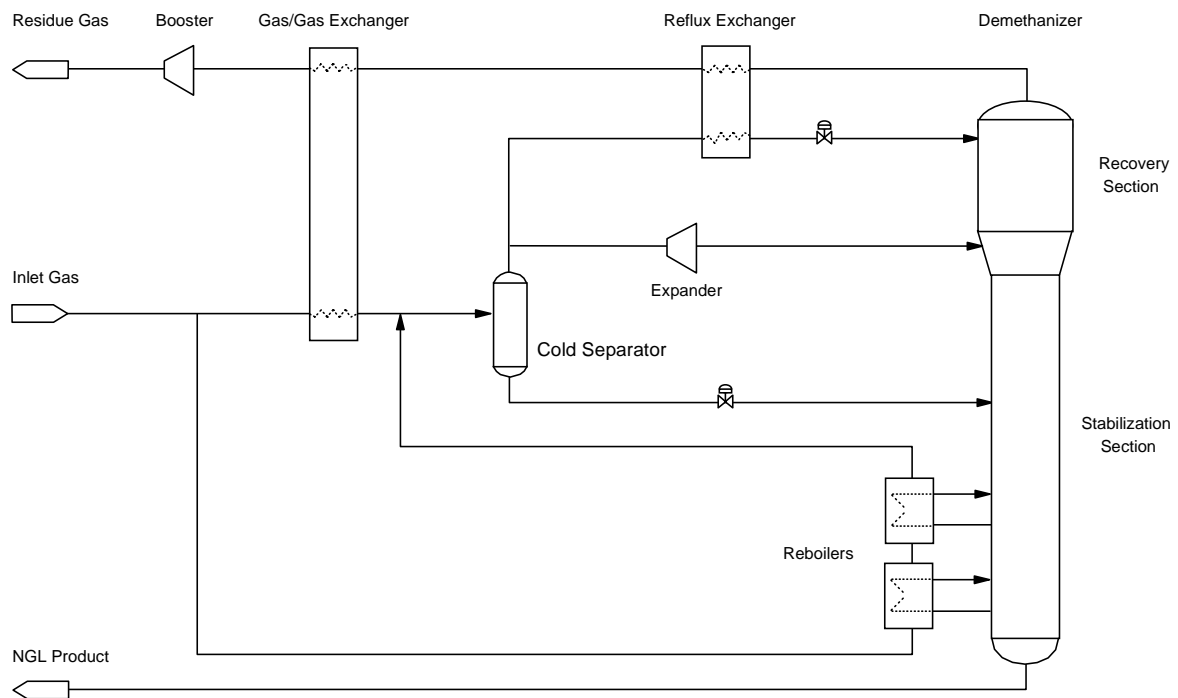 Residue Gas
Booster
Gas/Gas Exchanger
Reflux Exchanger
Demethanizer
Recovery
Section
Inlet Gas
Expander
Cold Separator
Stabilization
Section
Reboilers
NGL Product